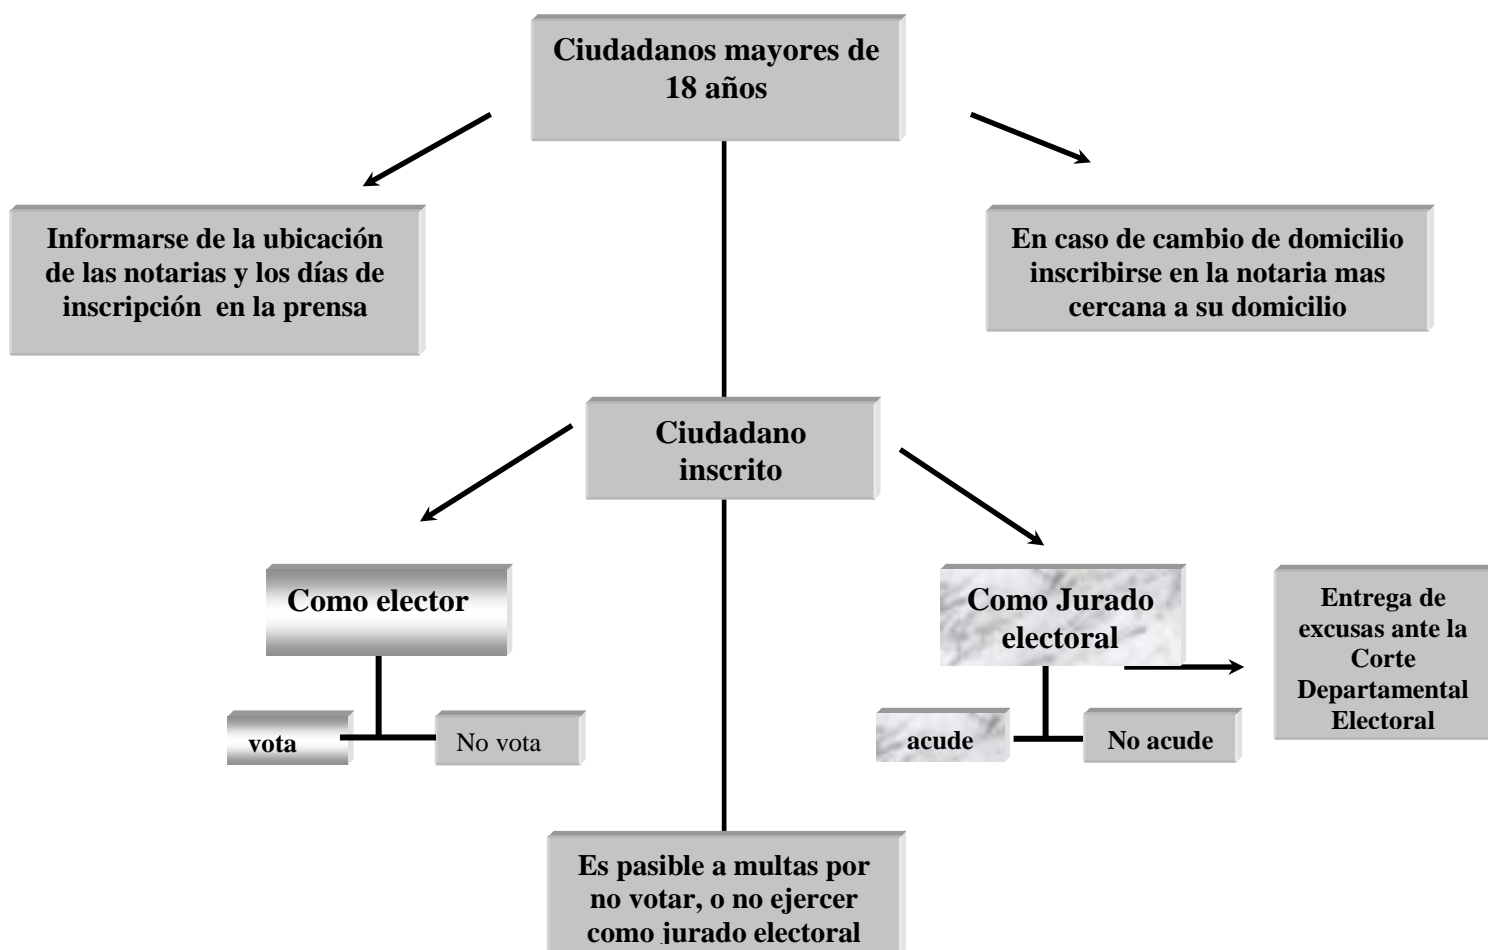 Ciudadanos mayores de
18 años
Informarse de la ubicación
de las notarias y los días de
inscripción en la prensa
En caso de cambio de domicilio
inscribirse en la notaria mas
cercana a su domicilio
Ciudadano
inscrito
Como elector
Como Jurado
electoral
Entrega de
excusas ante la
Corte
Departamental
Electoral
vota
No vota
acude
No acude
Es pasible a multas por
no votar, o no ejercer
como jurado electoral